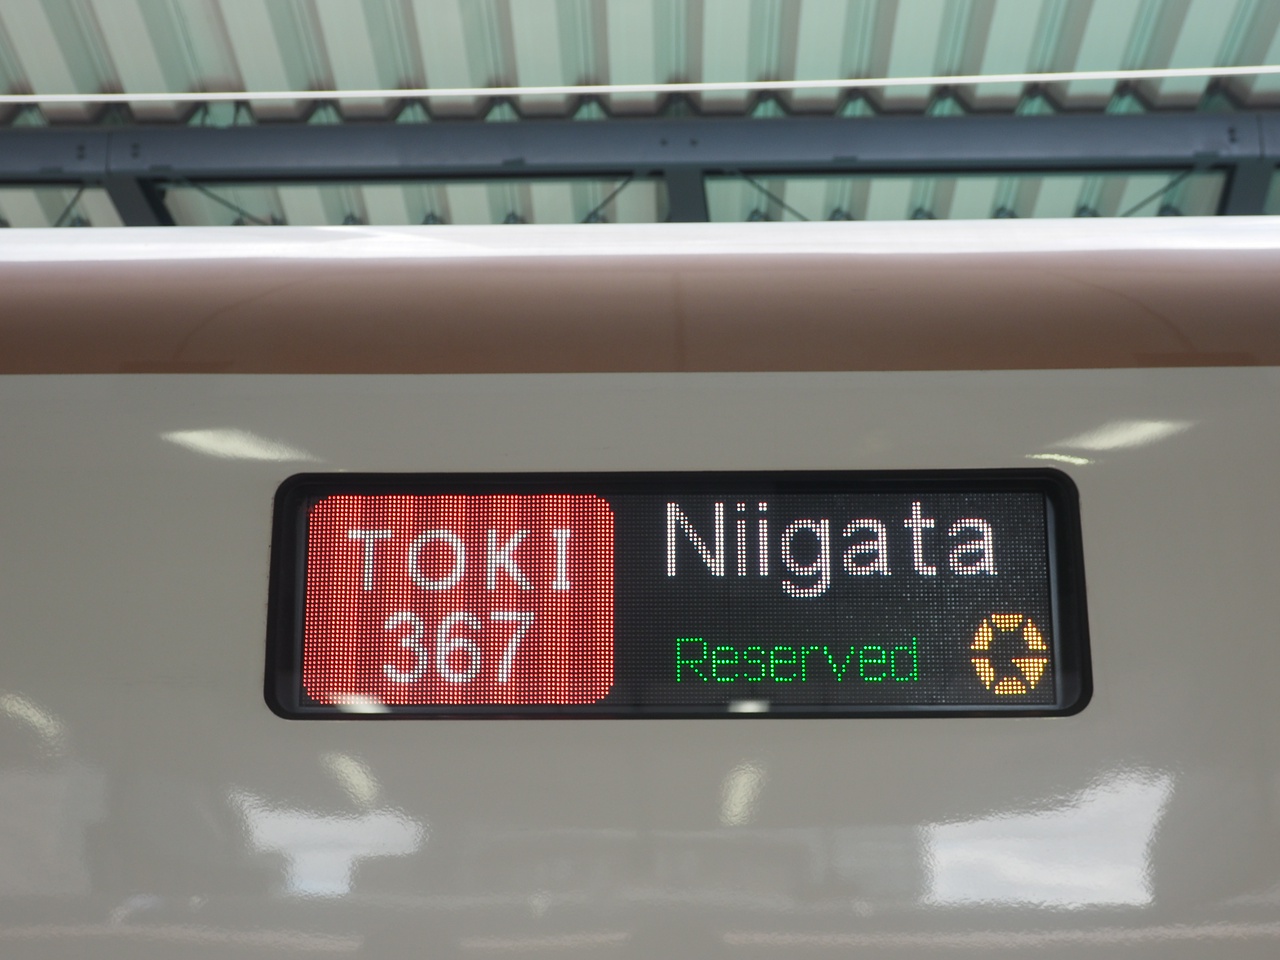 TOKI
367
Niigata
Reserved